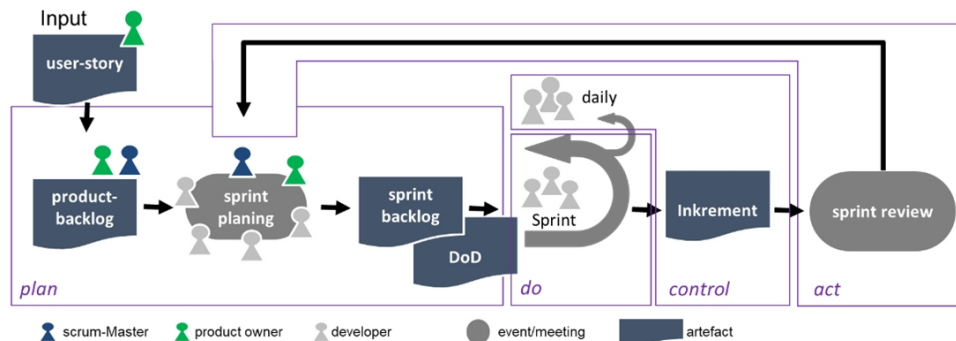 Input
user-story
daily
product-
backlog
sprint
planing
sprint
backlog
DoD
Sprint
Inkrement
sprint review
plan
do
control
act
scrum-Master
product owner
developer
event/meeting
artefact